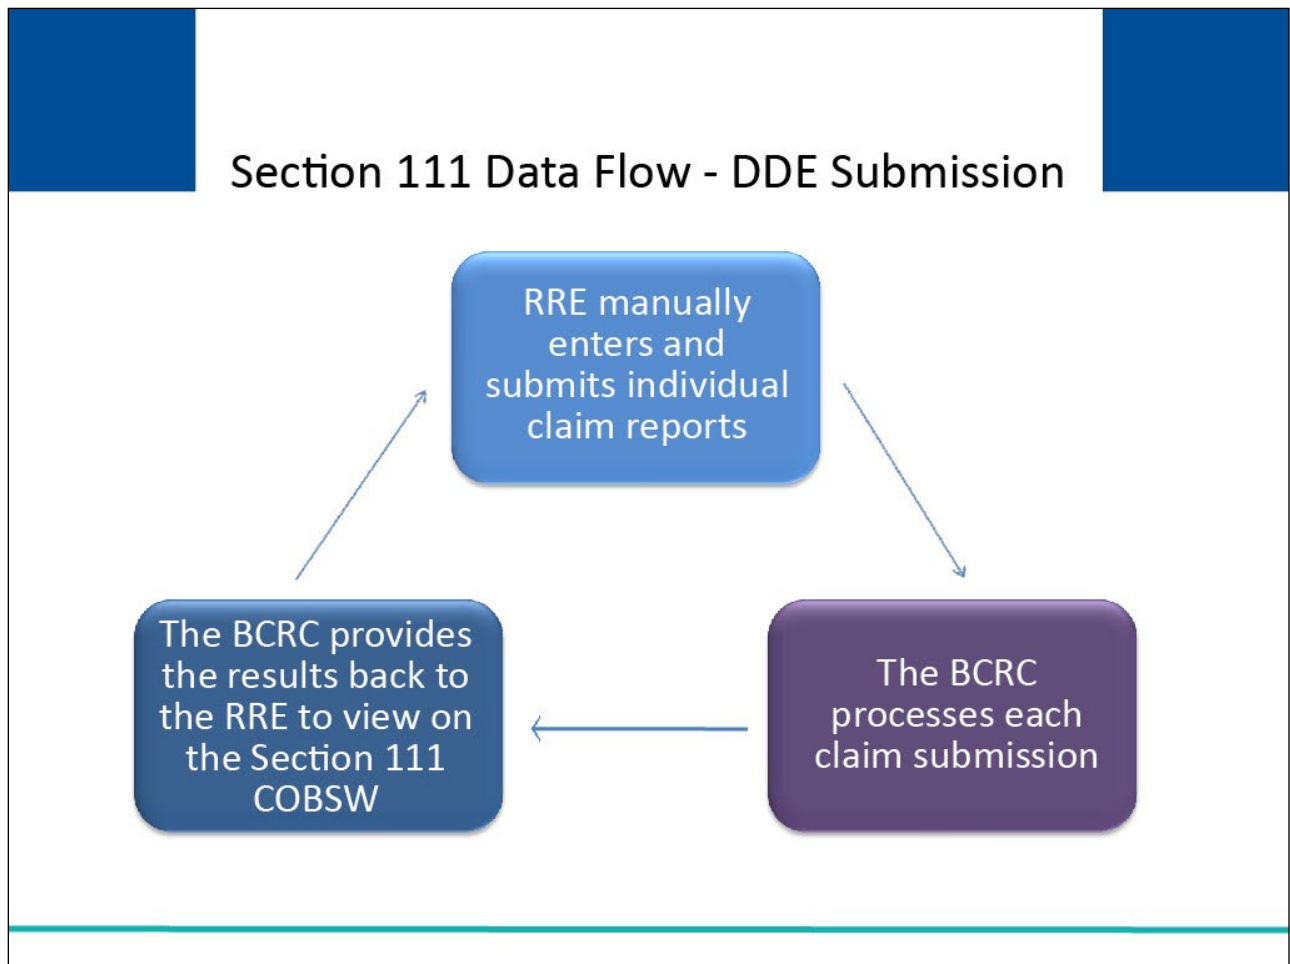 Section 111 Data Flow - DDE Submission
RRE manually
enters and
submits individual
claim reports
The BCRC provides
the results back to
the RRE to view on
the Section 111
COBSW
The BCRC
processes each
claim submission